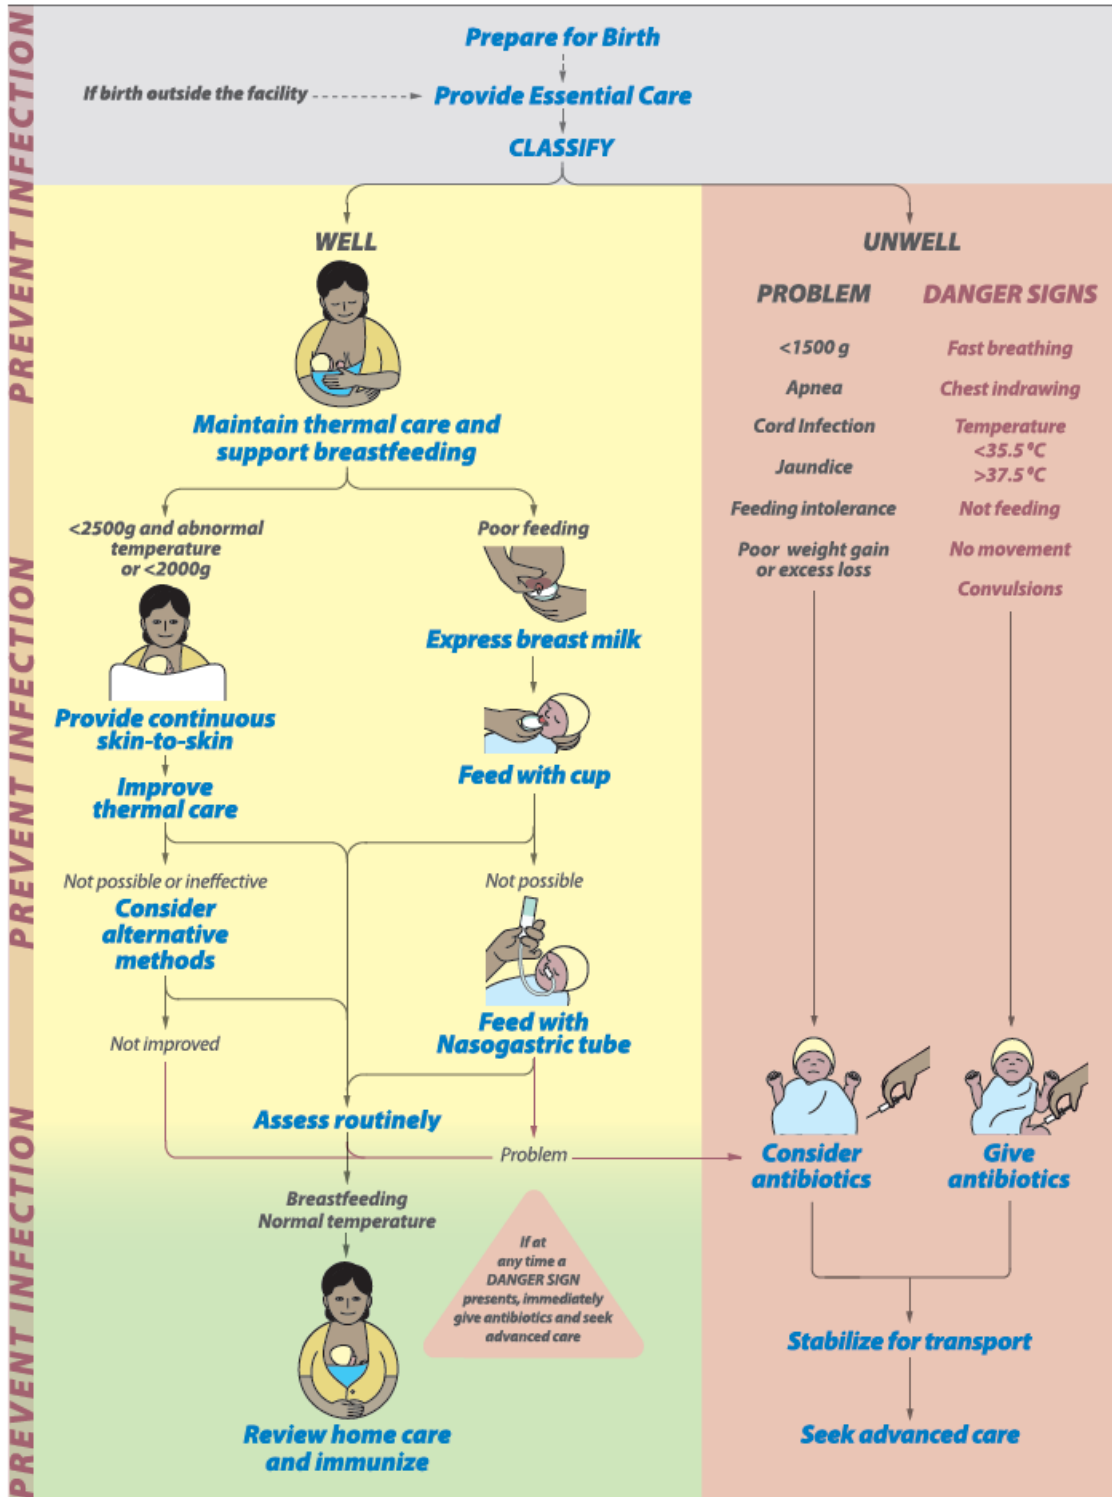 PREVENT INFECTION
PREVENT INFECTION
PREVENT INFECTION
Prepare for Birth
If birth outside the facility
Provide Essential Care
CLASSIFY
WELL
Maintain thermal care and
support breastfeeding
<2500g and abnormal
temperature
or <2000g
Provide continuous
skin-to-skin
Improve
thermal care
Not possible or ineffective
Consider
alternative
methods
Not improved
Poor feeding
Express breast milk
Feed with cup
Not possible
Feed with
Nasogastric tube
Assess routinely
Problem
Breastfeeding
Normal temperature
Review home care
and immunize
If at
any time a
DANGER SIGN
presents, immediately
give antibiotics and seek
advanced care
UNWELL
PROBLEM
<1500 g
Apnea
Cord Infection
Jaundice
Feeding intolerance
Poor weight gain
or excess loss
Consider
antibiotics
DANGER SIGNS
Fast breathing
Chest indrawing
Temperature
<35.5 °C
>37.5 °C
Not feeding
No movement
Convulsions
Give
antibiotics
Stabilize for transport
Seek advanced care